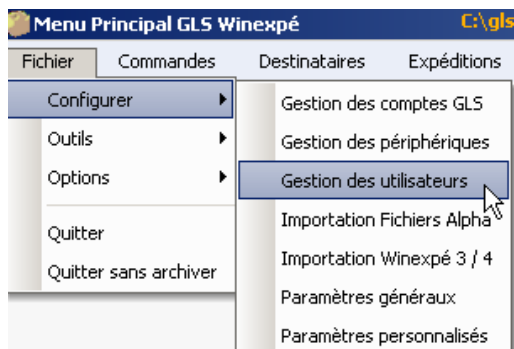 Menu Principal GLS Winexpé C:\gls
Fichier Commandes Destinataires Expéditions
Configurer Gestion des comptes GLS
Outils Gestion des périphériques
Options Gestion des utilisateurs
Importation Fichiers Alpha
Quitter Importation Winexpé 3 / 4
Quitter sans archiver Paramètres généraux
Paramètres personnalisés